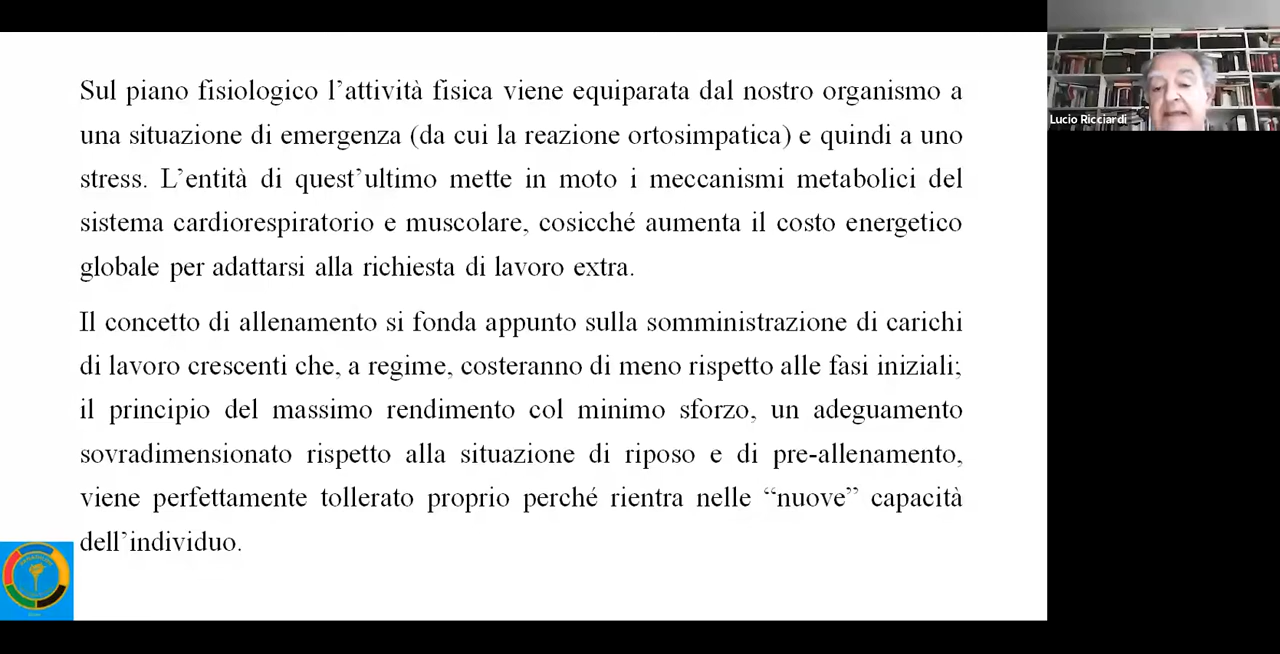 Sul piano fisiologico l’attività fisica viene equiparata dal nostro organismo a
una situazione di emergenza (da cui la reazione ortosimpatica) e quindi a uno
stress. L’entità di quest’ultimo mette in moto i meccanismi metabolici del
sistema cardiorespiratorio e muscolare, cosicché aumenta il costo energetico
globale per adattarsi alla richiesta di lavoro extra.
Il concetto di allenamento si fonda appunto sulla somministrazione di carichi
di lavoro crescenti che, a regime, costeranno di meno rispetto alle fasi iniziali;
il principio del massimo rendimento col minimo sforzo, un adeguamento
sovradimensionato rispetto alla situazione di riposo e di pre-allenamento,
viene perfettamente tollerato proprio perché rientra nelle “nuove” capacità
dell’individuo.
Lucio Ricciardi